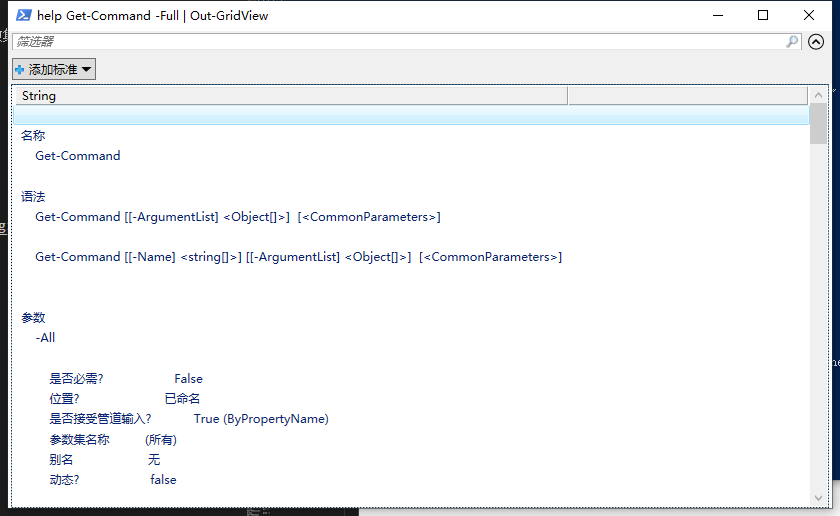 help Get-Command -Full | Out-GridView
筛选器
添加标准
String
名称
Get-Command
语法
Get-Command [[-ArgumentList] <Object[]>] [<CommonParameters>]
Get-Command [[-Name] <string[]>] [[-ArgumentList] <Object[]>] [<CommonParameters>]
参数
-All
是否必需? False
位置? 已命名
是否接受管道输入? True (ByPropertyName)
参数集名称 (所有)
别名 无
动态? false